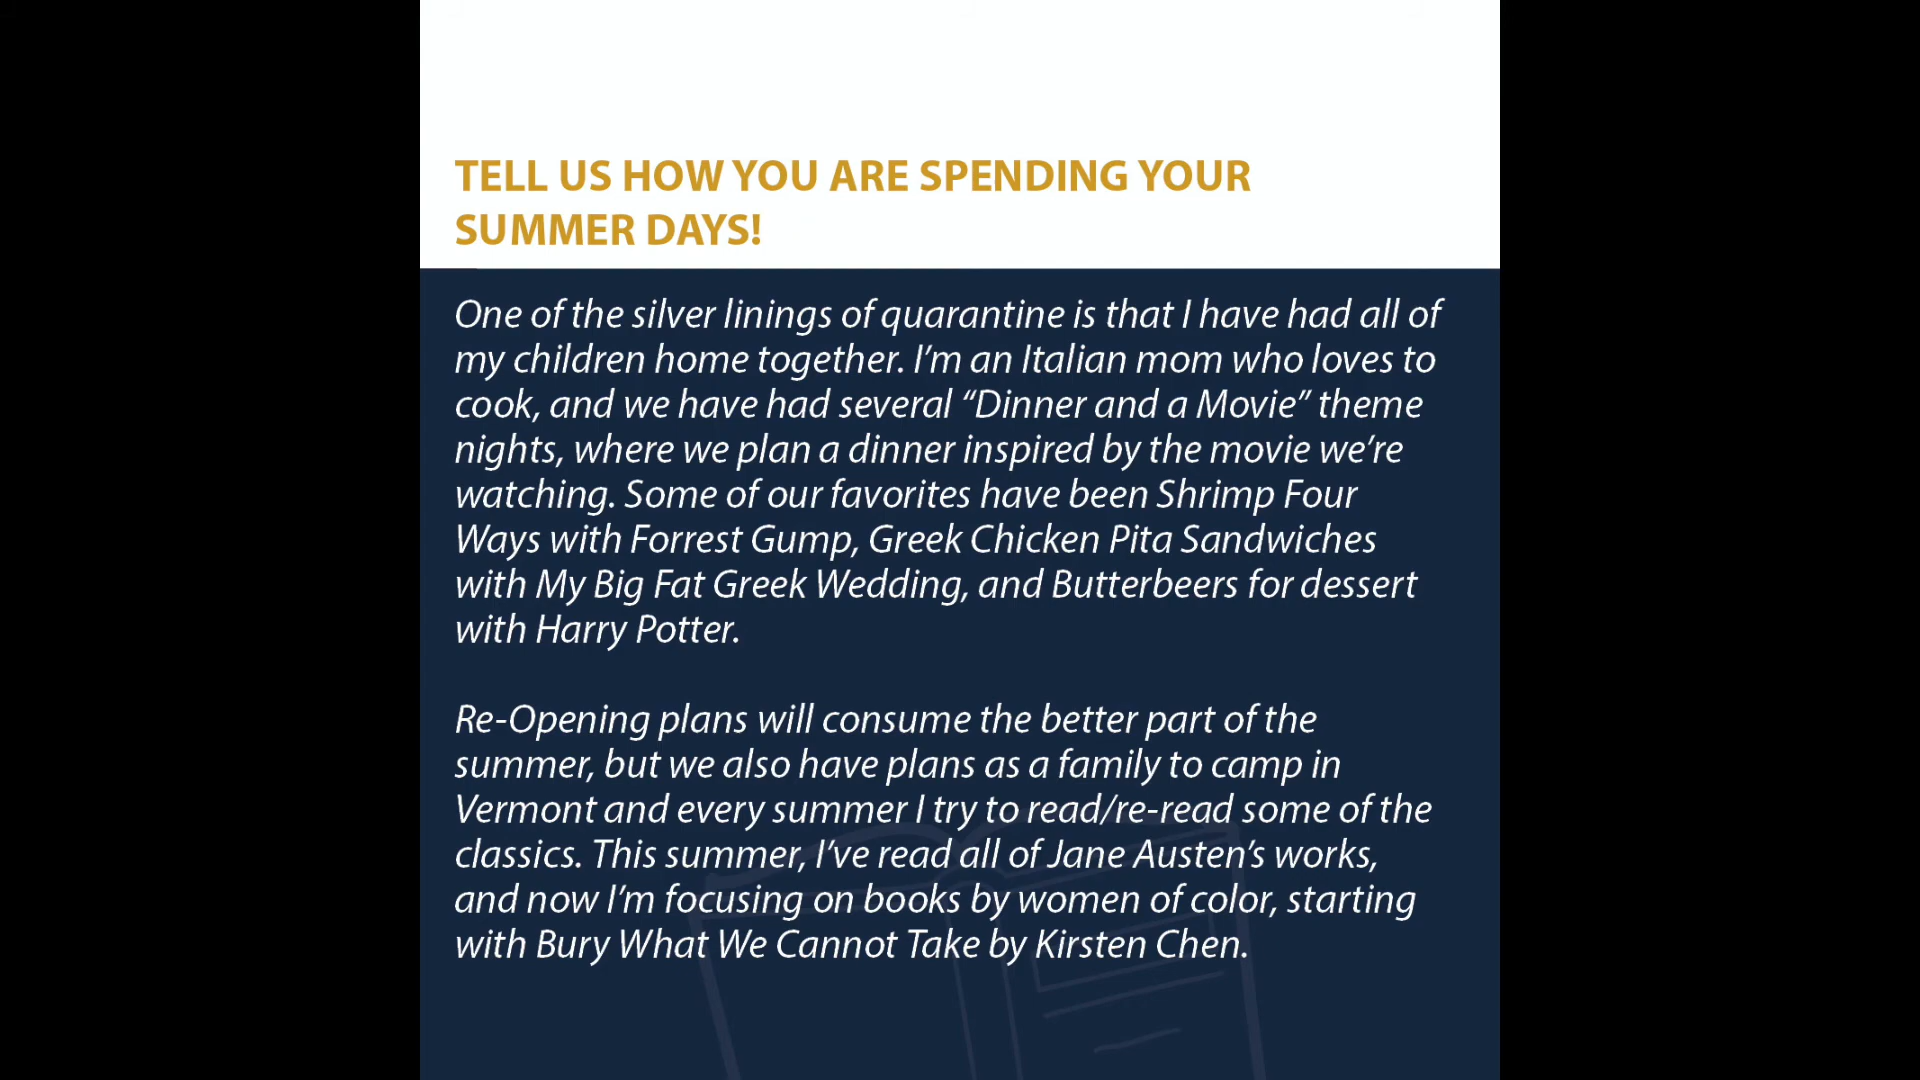 TELL US HOW YOU ARE SPENDING YOUR
SUMMER DAYS!
One of the silver linings of quarantine is that I have had all of
my children home together. I’m an Italian mom who loves to
cook, and we have had several “Dinner and a Movie” theme
nights, where we plan a dinner inspired by the movie we’re
watching. Some of our favorites have been Shrimp Four
Ways with Forrest Gump, Greek Chicken Pita Sandwiches
with My Big Fat Greek Wedding, and Butterbeers for dessert
with Harry Potter.
Re-Opening plans will consume the better part of the
summer, but we also have plans as a family to camp in
Vermont and every summer I try to read/re-read some of the
classics. This summer, I’ve read all of Jane Austen’s works,
and now I’m focusing on books by women of color, starting
with Bury What We Cannot Take by Kirsten Chen.